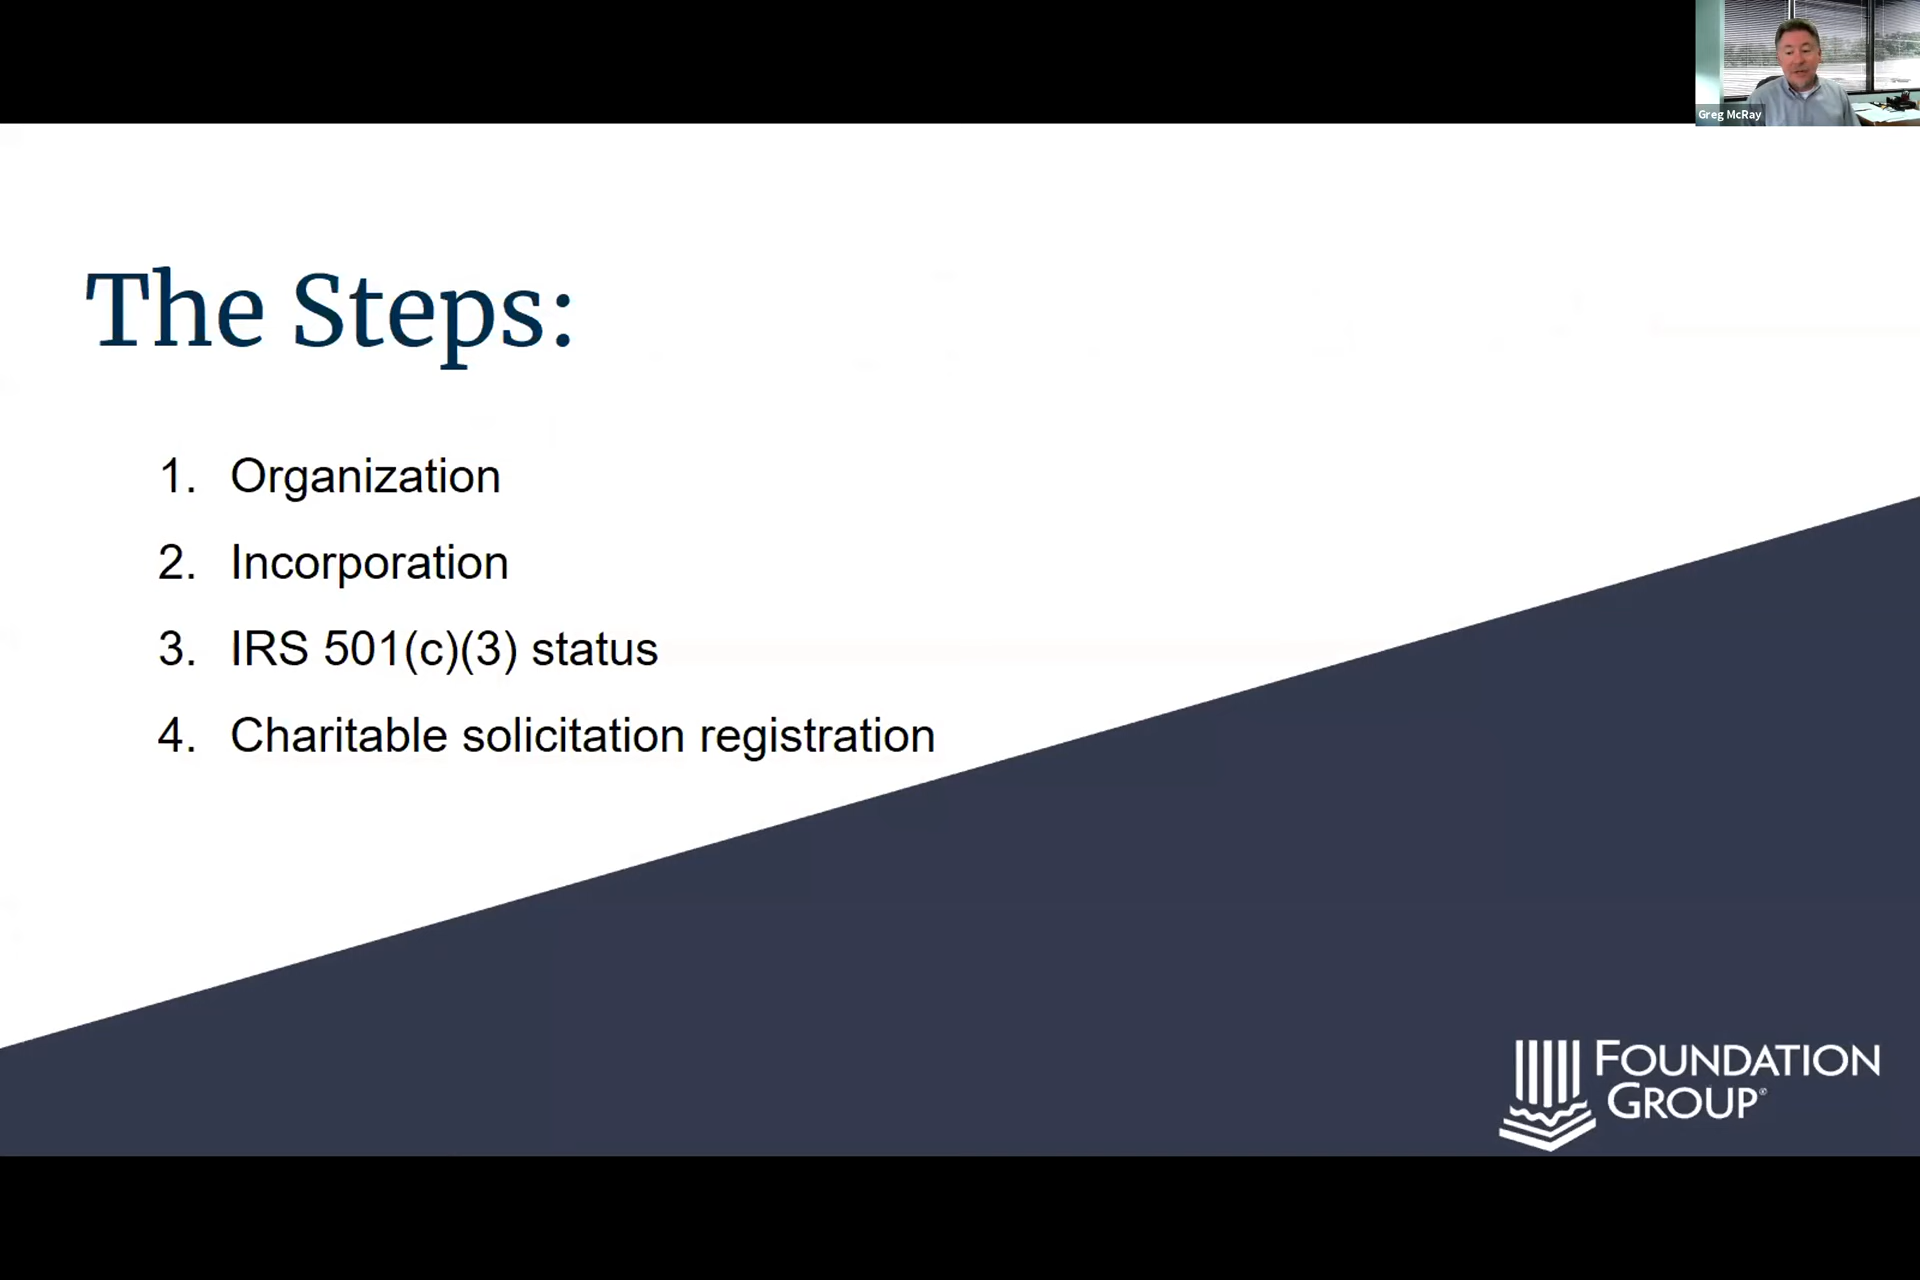 Greg McRay
The Steps:
1. Organization
2. Incorporation
3. IRS 501(c)(3) status
4. Charitable solicitation registration
FOUNDATION
GROUP®